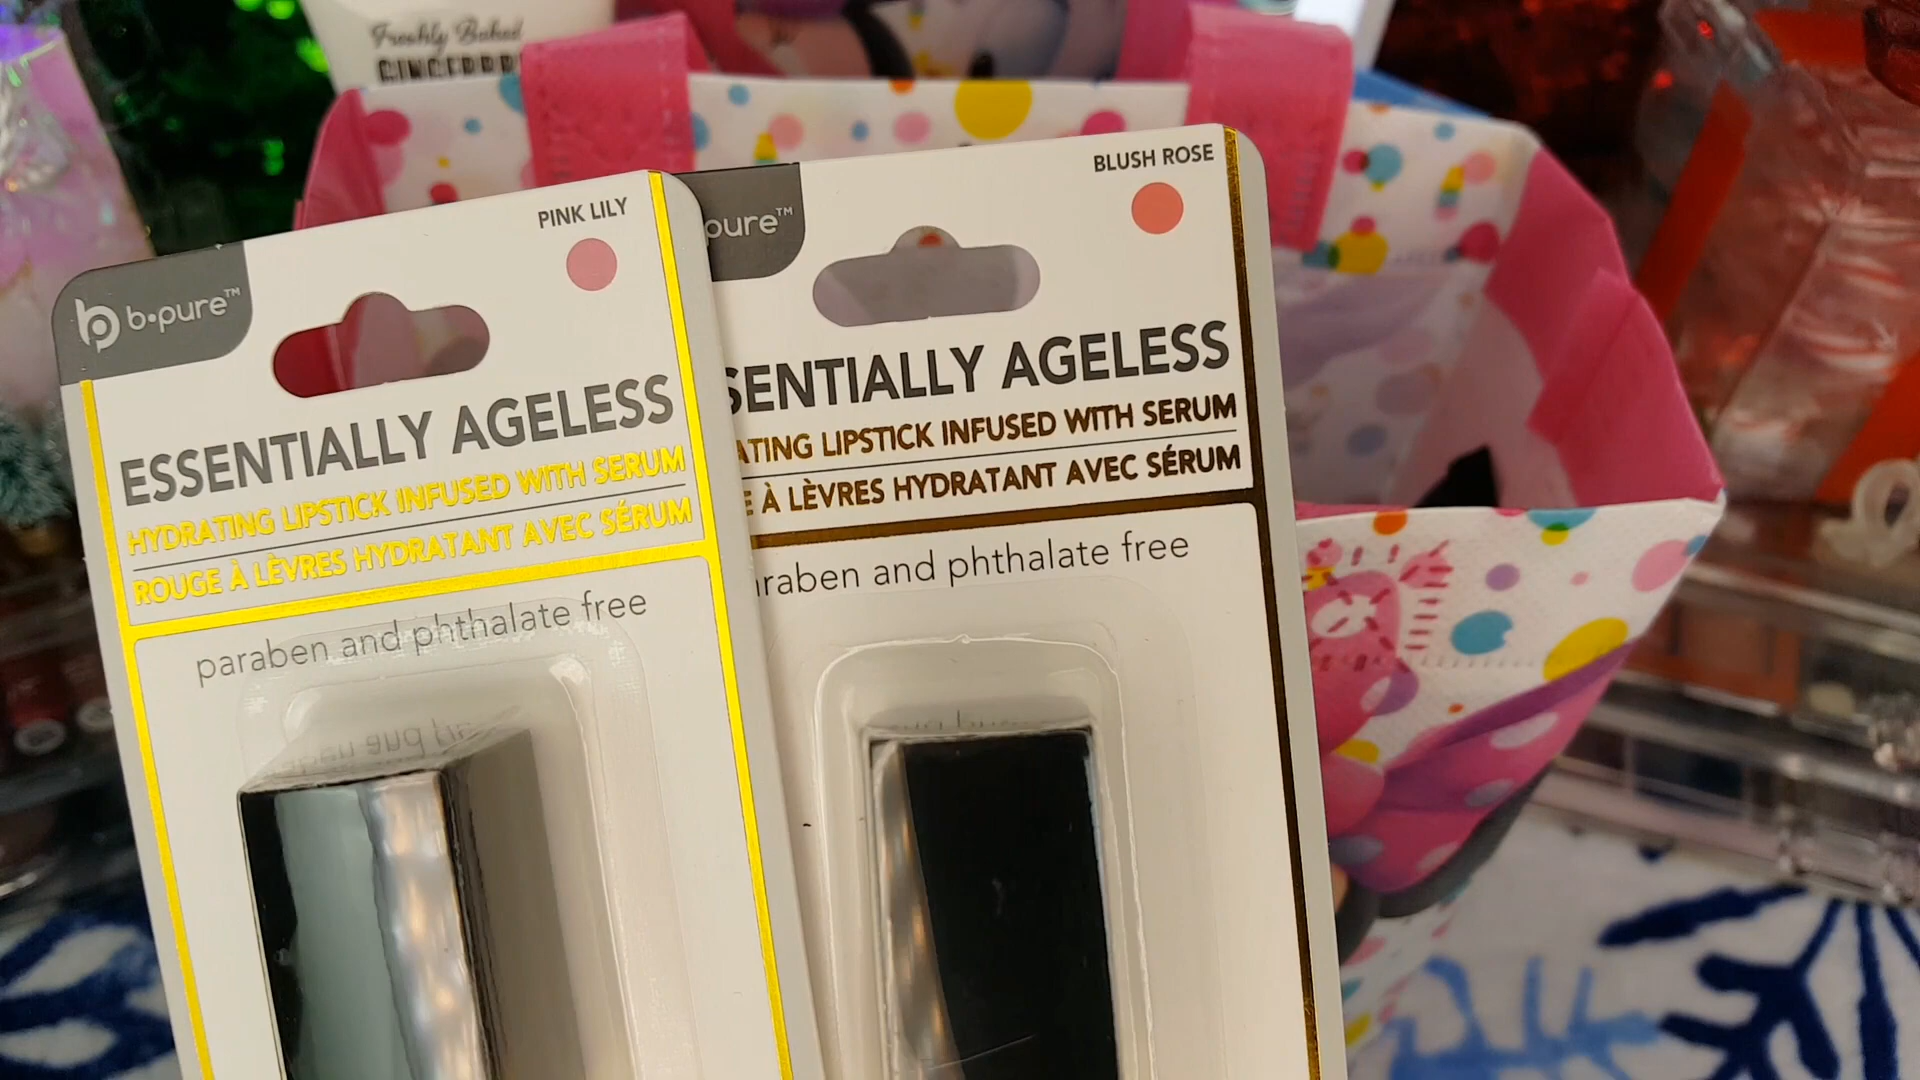 Freshly Baked
PINK LILY
b•pure™
ESSENTIALLY AGELESS
HYDRATING LIPSTICK INFUSED WITH SERUM
ROUGE À LÈVRES HYDRATANT AVEC SÉRUM
paraben and phthalate free
BLUSH ROSE
pure™
SENTIALLY AGELESS
ATING LIPSTICK INFUSED WITH SERUM
E À LÈVRES HYDRATANT AVEC SÉRUM
araben and phthalate free